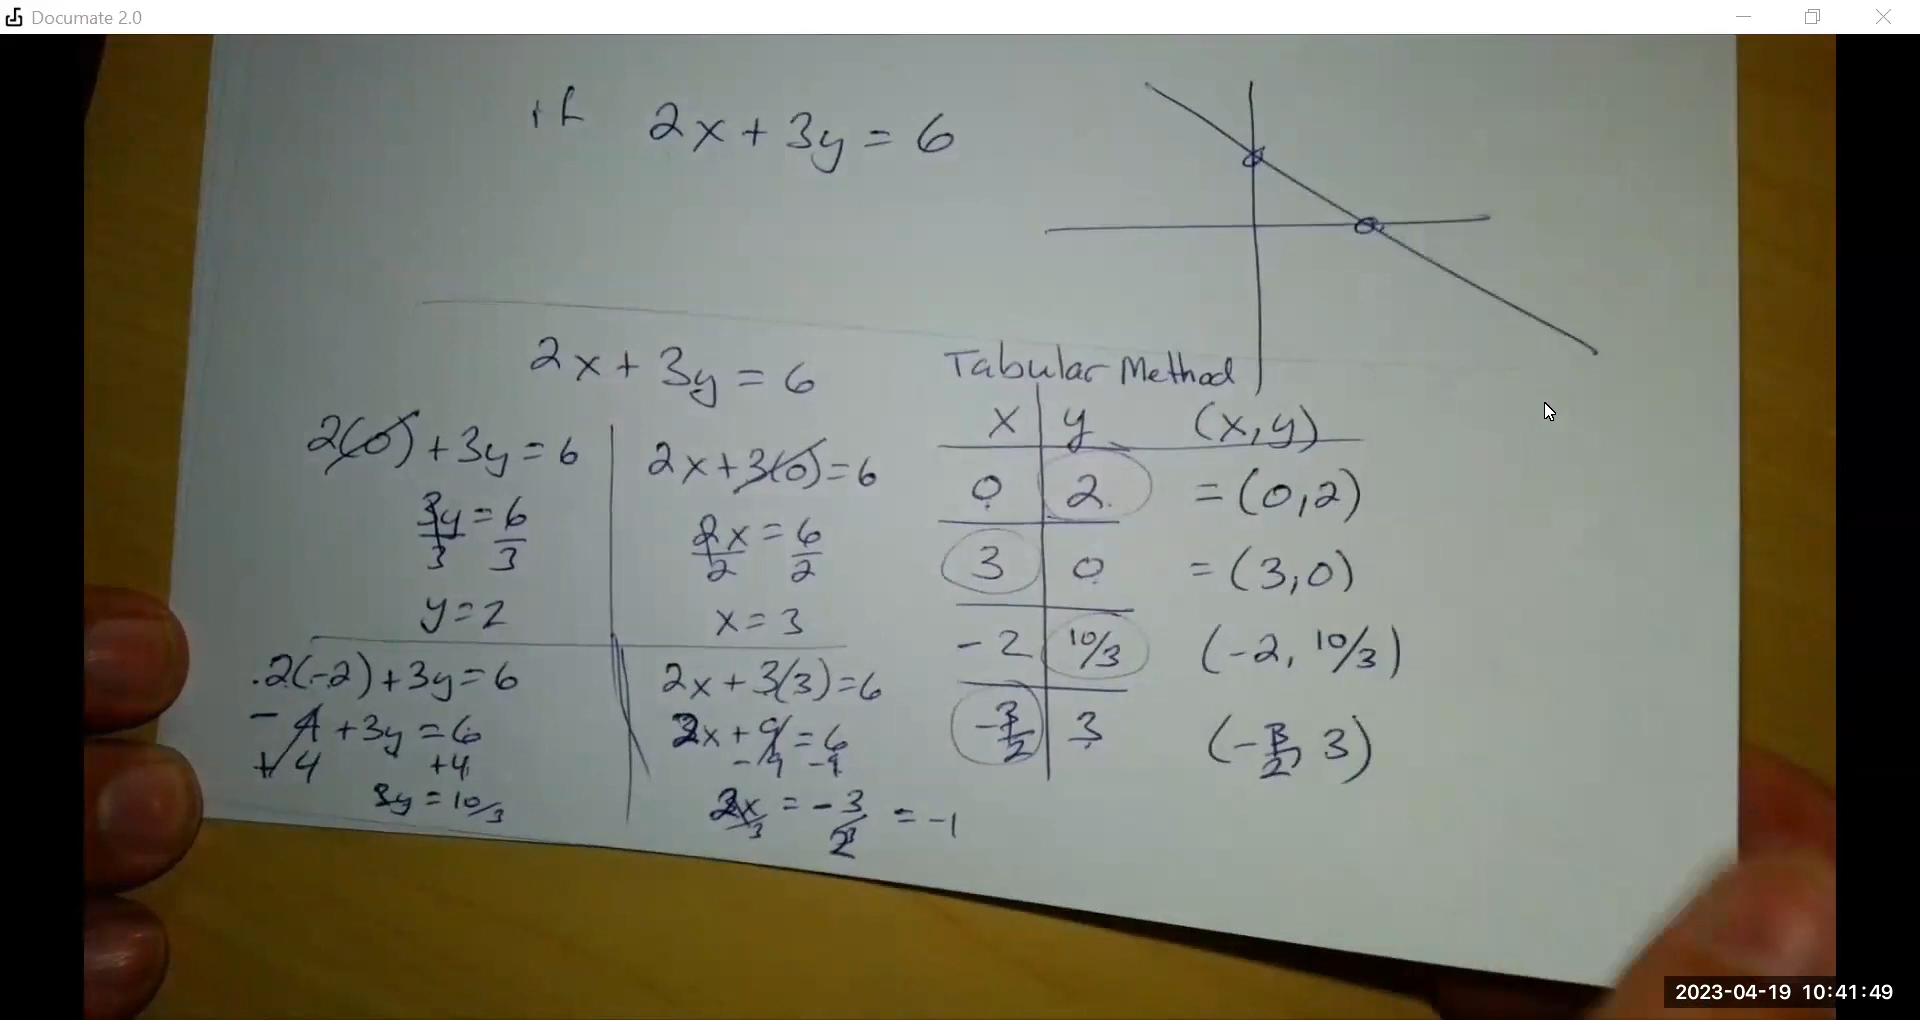 Documate 2.0
if 2x + 3y = 6
2x + 3y = 6
2(0) + 3y = 6
3y/3 = 6/3
y = 2
2x + 3(0) = 6
2x/2 = 6/2
x = 3
.2(-2) + 3y = 6
- 4 + 3y = 6
+ 4 +4
3y = 10/3
2x + 3(3) = 6
2x + 9 = 6
-9 -9
= -3/2 = -1
Tabular Method
x y (x,y)
0 2. = (0,2)
3 0 = (3,0)
-2 10/3 (-2, 10/3)
-3/2 3 (-3/2, 3)
2023-04-19 10:41:49